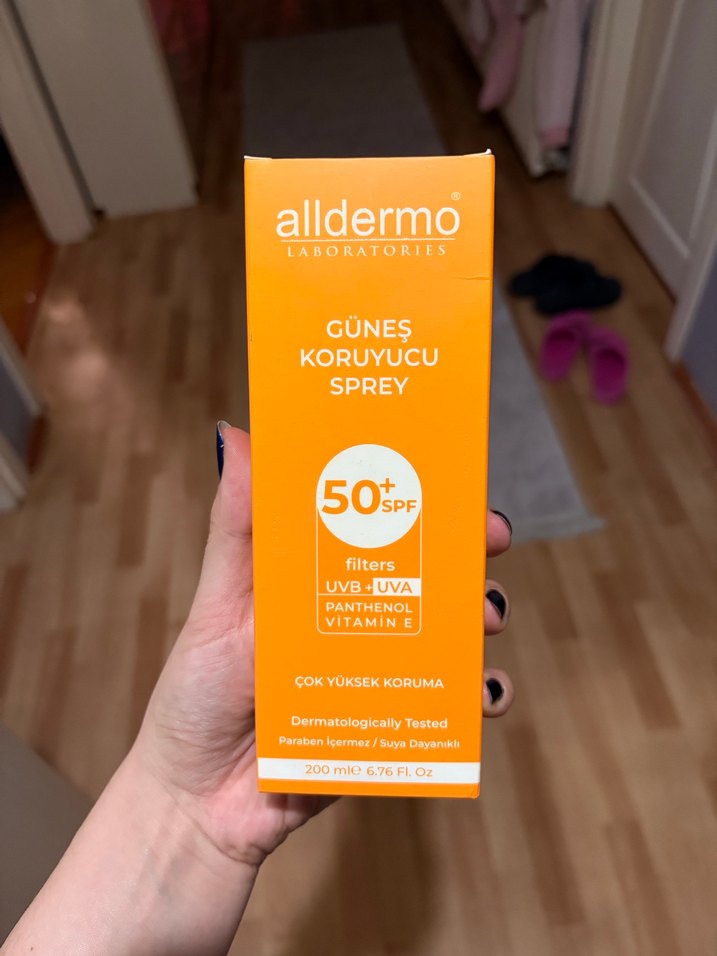 alldermo®
LABORATORIES
GÜNEŞ
KORUYUCU
SPREY
50+
SPF
filters
UVB + UVA
PANTHENOL
VİTAMİN E
ÇOK YÜKSEK KORUMA
Dermatologically Tested
Paraben İçermez / Suya Dayanıklı
200 ml℮ 6.76 Fl. Oz